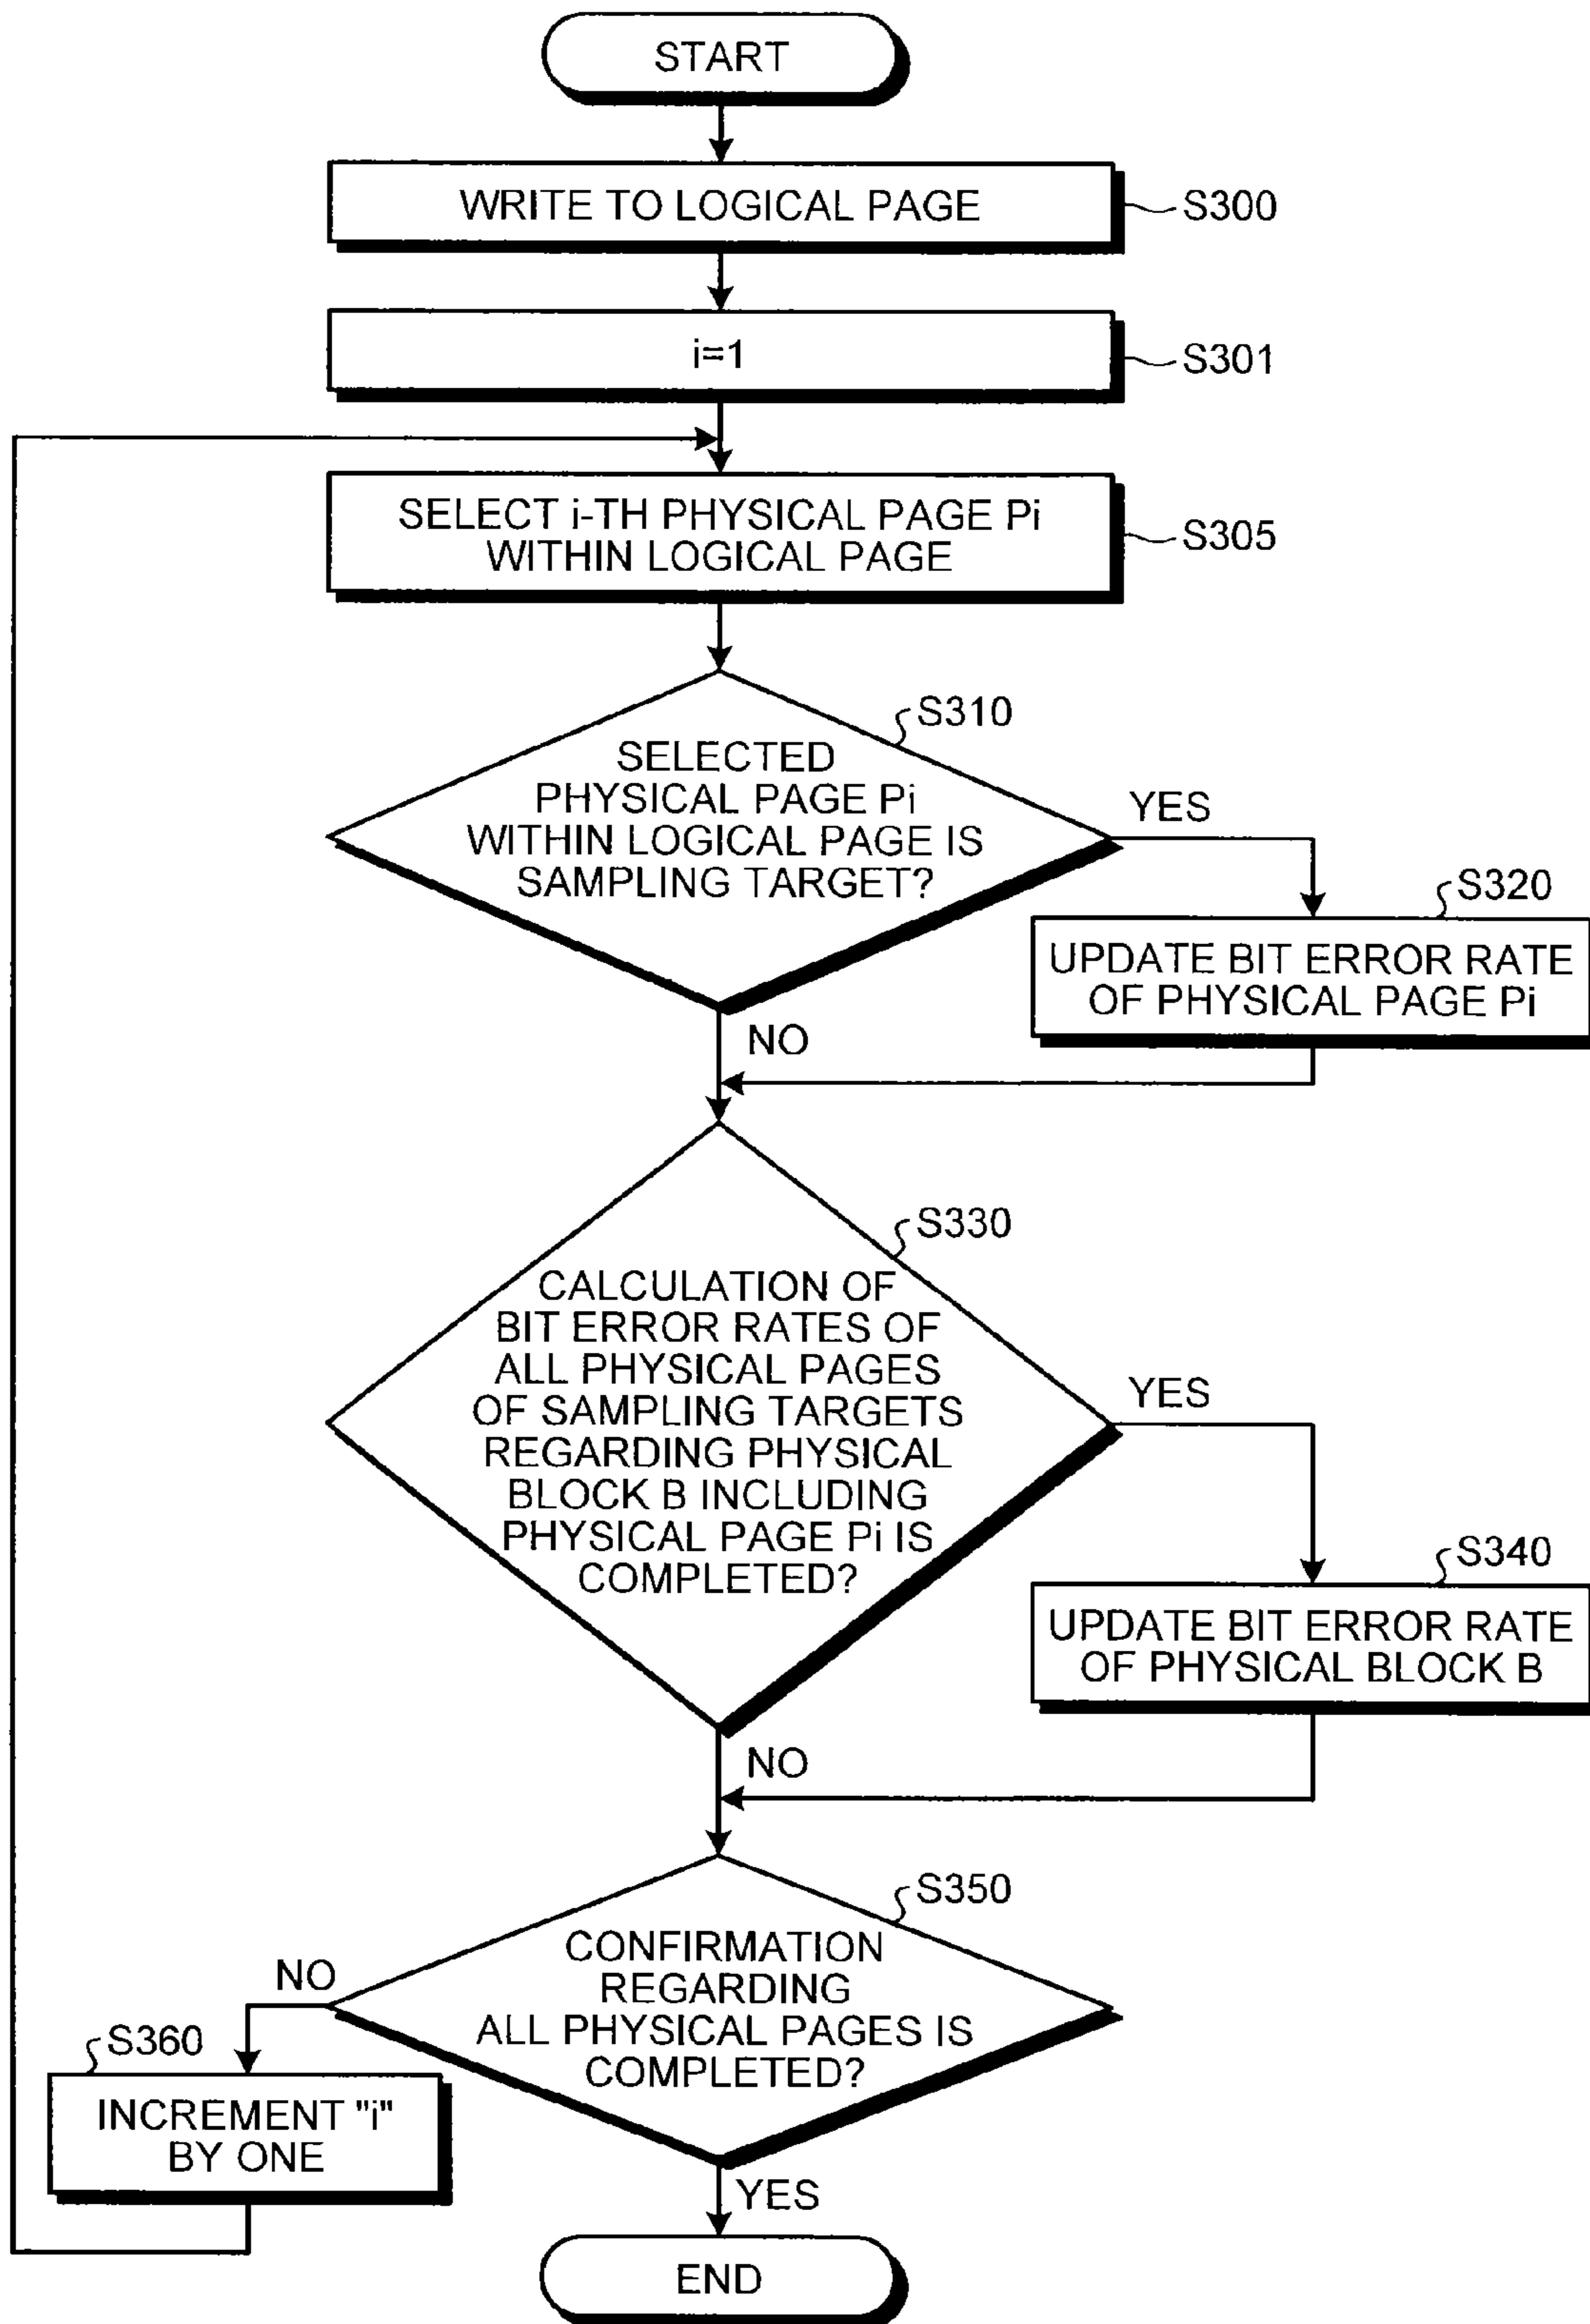 START
WRITE TO LOGICAL PAGE
S300
i=1
S301
SELECT i-TH PHYSICAL PAGE Pi
WITHIN LOGICAL PAGE
S305
S310
SELECTED
PHYSICAL PAGE Pi
WITHIN LOGICAL PAGE IS
SAMPLING TARGET?
YES
S320
UPDATE BIT ERROR RATE
OF PHYSICAL PAGE Pi
NO
S330
CALCULATION OF
BIT ERROR RATES OF
ALL PHYSICAL PAGES
OF SAMPLING TARGETS
REGARDING PHYSICAL
BLOCK B INCLUDING
PHYSICAL PAGE Pi IS
COMPLETED?
YES
S340
UPDATE BIT ERROR RATE
OF PHYSICAL BLOCK B
NO
S350
CONFIRMATION
REGARDING
ALL PHYSICAL PAGES IS
COMPLETED?
NO
S360
INCREMENT "i"
BY ONE
YES
END